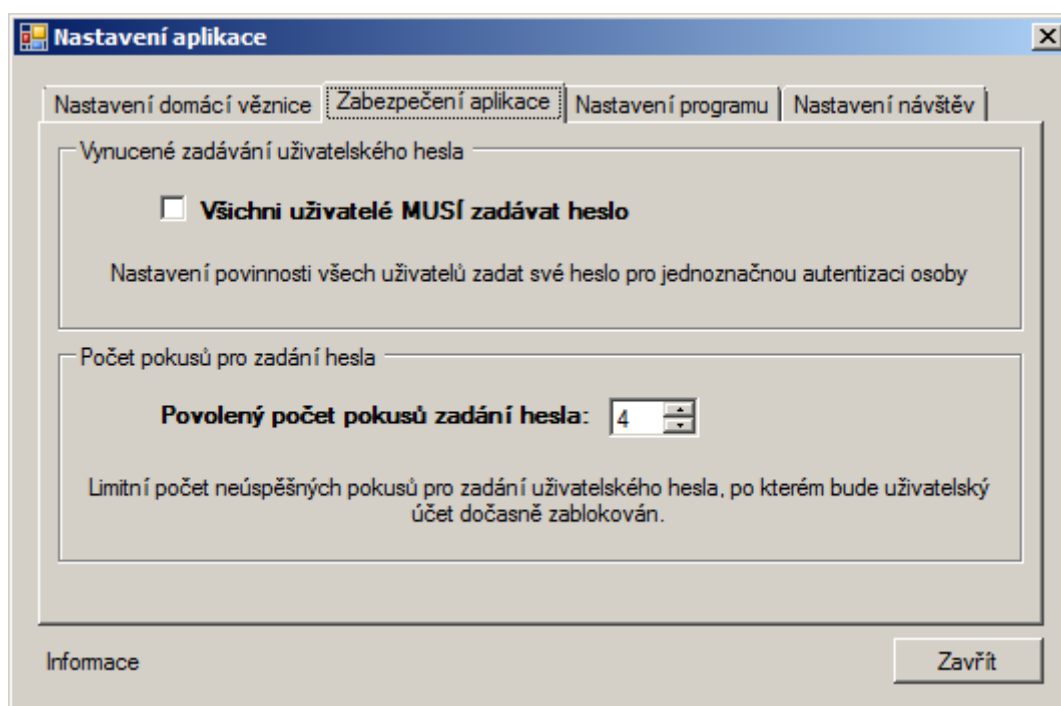 Nastavení aplikace
Nastavení domácí věznice
Zabezpečení aplikace
Nastavení programu
Nastavení návštěv
Vynucené zadávání uživatelského hesla
Všichni uživatelé MUSÍ zadávat heslo
Nastavení povinnosti všech uživatelů zadat své heslo pro jednoznačnou autentizaci osoby
Počet pokusů pro zadání hesla
Povolený počet pokusů zadání hesla: 4
Limitní počet neúspěšných pokusů pro zadání uživatelského hesla, po kterém bude uživatelský
účet dočasně zablokován.
Informace
Zavřít